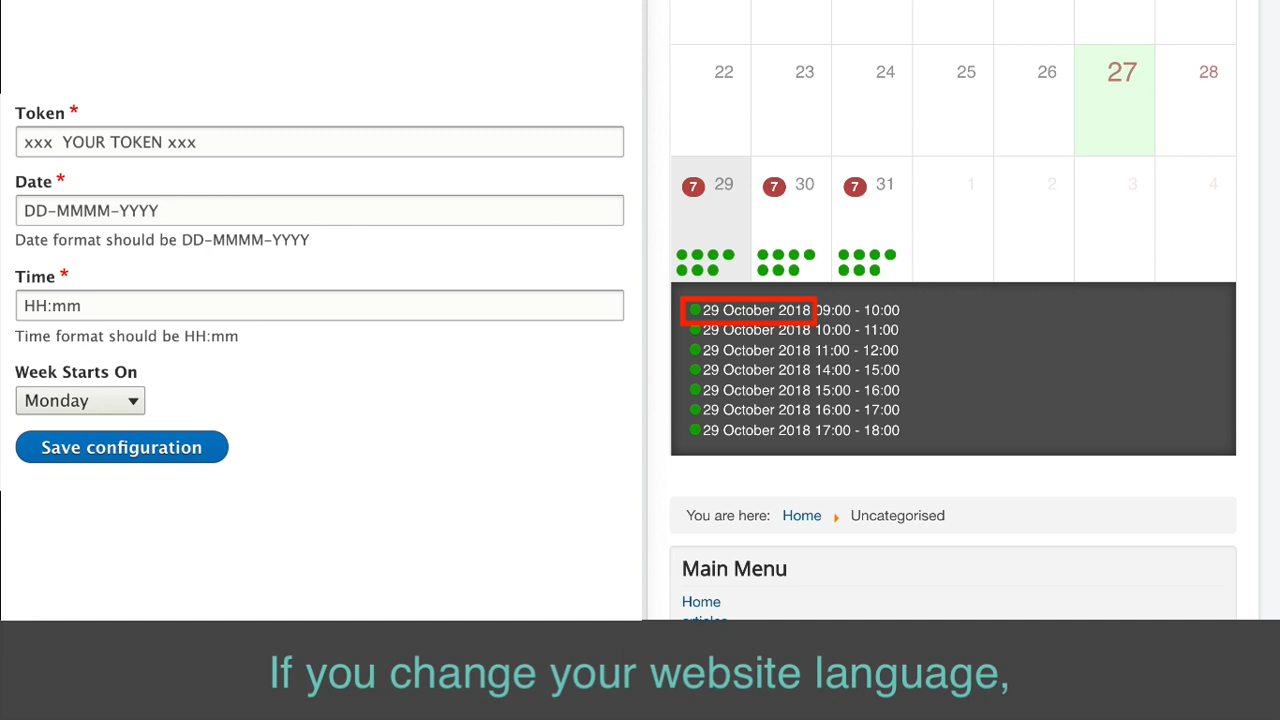 Token *
xxx  YOUR TOKEN xxx
Date *
DD-MMMM-YYYY
Date format should be DD-MMMM-YYYY
Time *
HH:mm
Time format should be HH:mm
Week Starts On
Monday
Save configuration
22 23 24 25 26 27 28
7 29 7 30 7 31 1 2 3 4
29 October 2018 09:00 - 10:00
29 October 2018 10:00 - 11:00
29 October 2018 11:00 - 12:00
29 October 2018 14:00 - 15:00
29 October 2018 15:00 - 16:00
29 October 2018 16:00 - 17:00
29 October 2018 17:00 - 18:00
You are here: Home Uncategorised
Main Menu
Home
articles
If you change your website language,